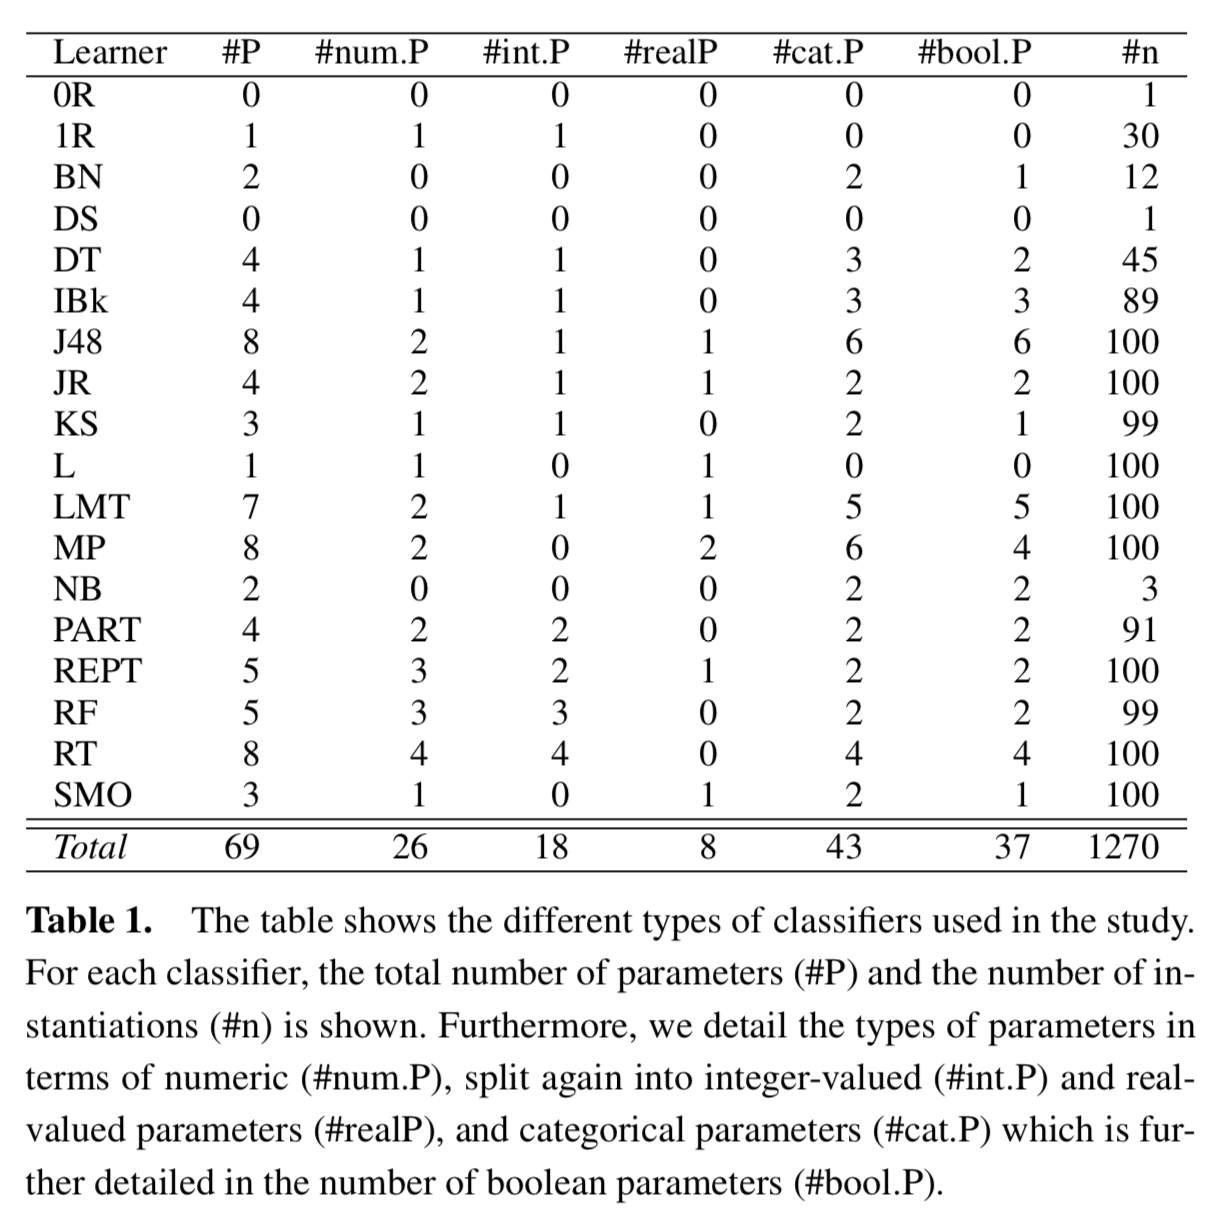 Learner #P #num.P #int.P #realP #cat.P #bool.P #n
0R 0 0 0 0 0 0 1
1R 1 1 1 0 0 0 30
BN 2 0 0 0 2 1 12
DS 0 0 0 0 0 0 1
DT 4 1 1 0 3 2 45
IBk 4 1 1 0 3 3 89
J48 8 2 1 1 6 6 100
JR 4 2 1 1 2 2 100
KS 3 1 1 0 2 1 99
L 1 1 0 1 0 0 100
LMT 7 2 1 1 5 5 100
MP 8 2 0 2 6 4 100
NB 2 0 0 0 2 2 3
PART 4 2 2 0 2 2 91
REPT 5 3 2 1 2 2 100
RF 5 3 3 0 2 2 99
RT 8 4 4 0 4 4 100
SMO 3 1 0 1 2 1 100
Total 69 26 18 8 43 37 1270
Table 1. The table shows the different types of classifiers used in the study.
For each classifier, the total number of parameters (#P) and the number of in-
stantiations (#n) is shown. Furthermore, we detail the types of parameters in
terms of numeric (#num.P), split again into integer-valued (#int.P) and real-
valued parameters (#realP), and categorical parameters (#cat.P) which is fur-
ther detailed in the number of boolean parameters (#bool.P).